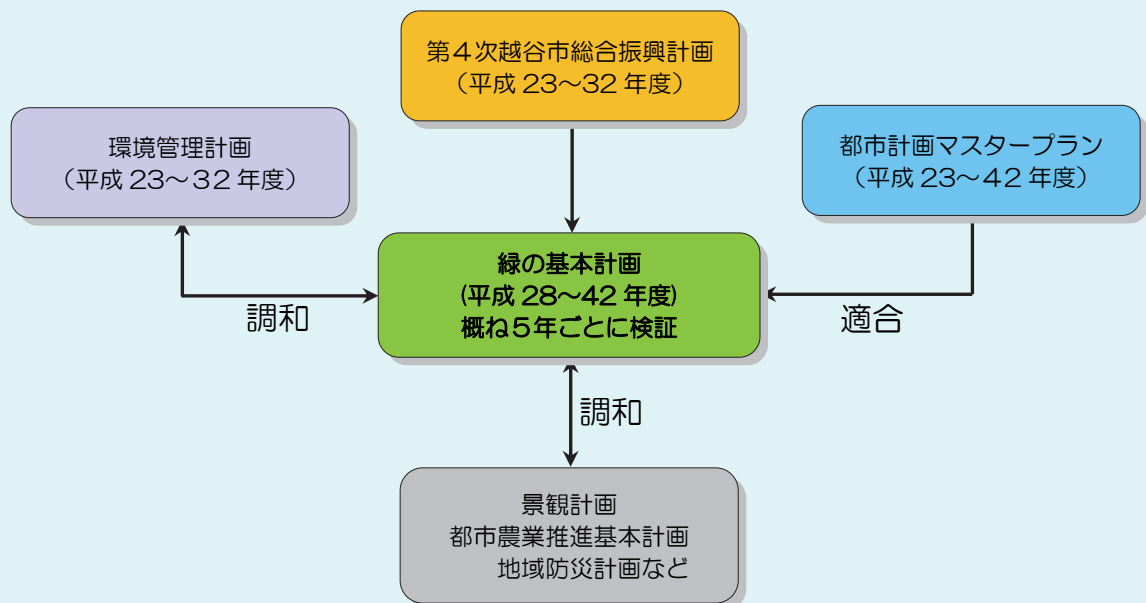 第４次越谷市総合振興計画
（平成 23～32 年度）
環境管理計画
（平成 23～32 年度）
都市計画マスタープラン
（平成 23～42 年度）
緑の基本計画
(平成 28～42 年度)
概ね５年ごとに検証
調和
適合
調和
景観計画
都市農業推進基本計画
地域防災計画など